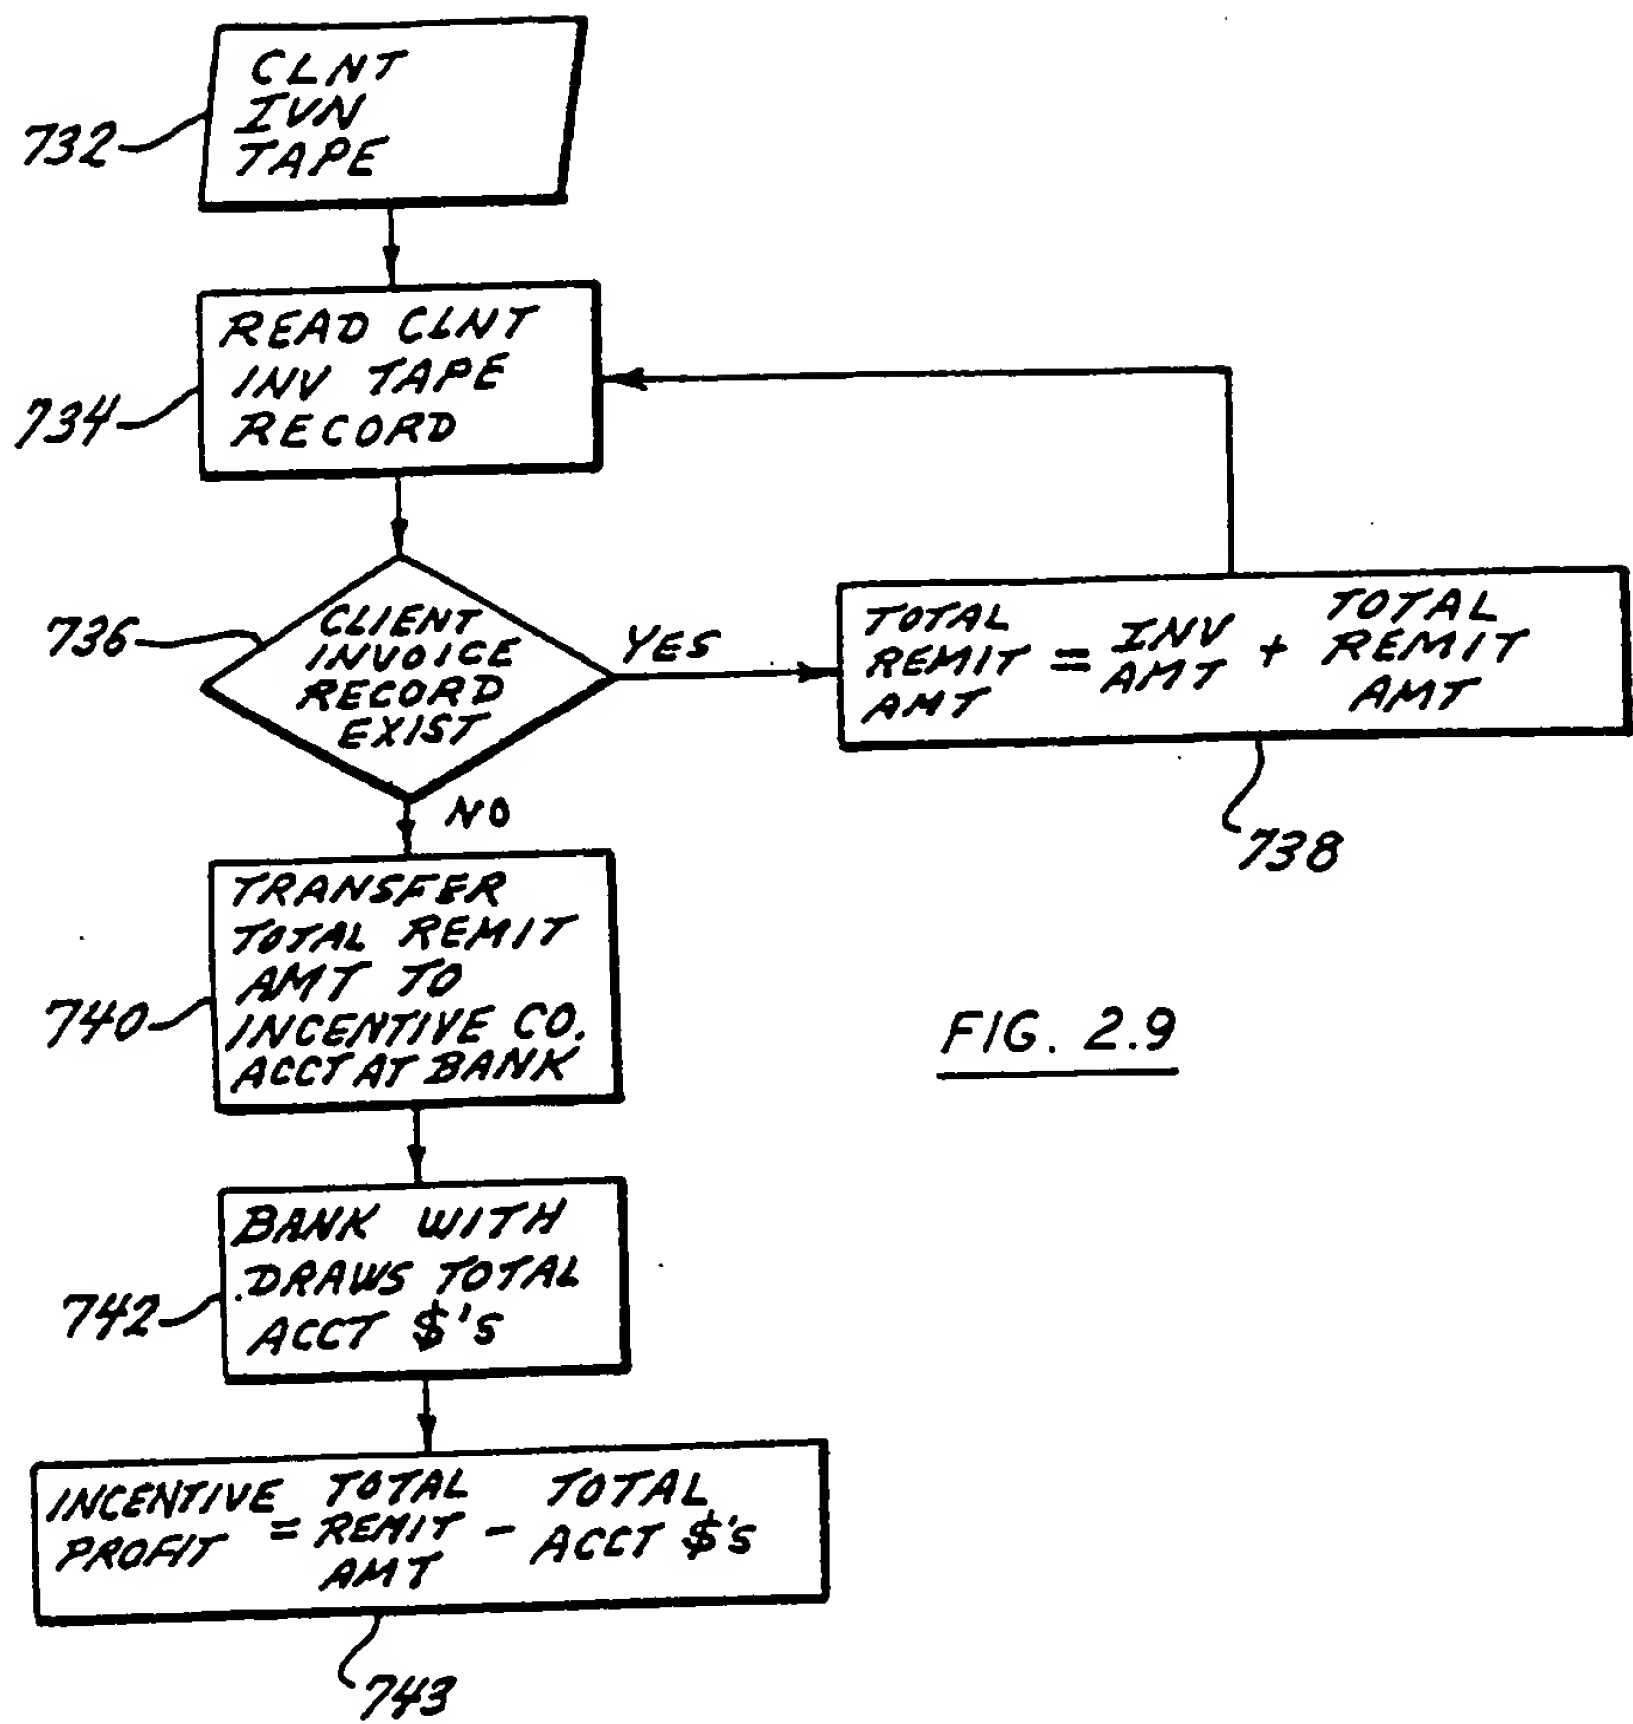 CLNT
IVN
TAPE
732
READ CLNT
INV TAPE
RECORD
734
CLIENT
INVOICE
RECORD
EXIST
736
YES
TOTAL
REMIT
AMT
=
INV
AMT
+
TOTAL
REMIT
AMT
738
NO
TRANSFER
TOTAL REMIT
AMT TO
INCENTIVE CO.
ACCT AT BANK
740
FIG. 2.9
BANK WITH
DRAWS TOTAL
ACCT $'s
742
INCENTIVE
PROFIT
=
TOTAL
REMIT
AMT
-
TOTAL
ACCT $'s
743